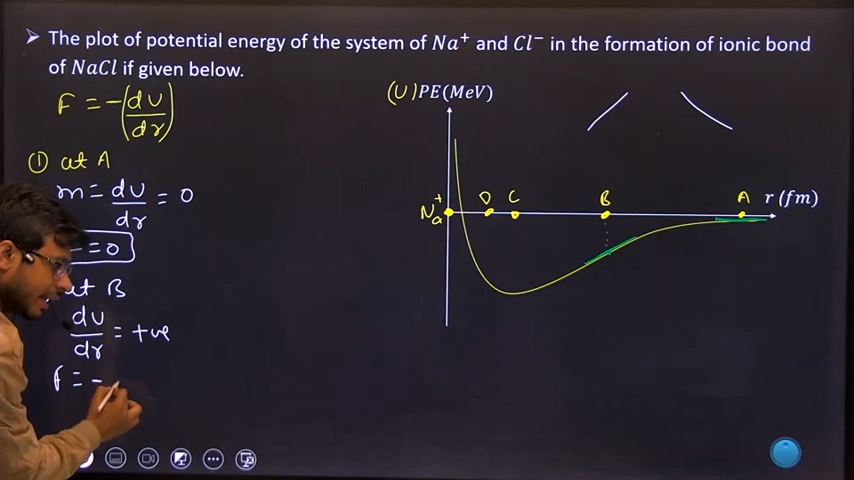 ➤ The plot of potential energy of the system of Na⁺ and Cl⁻ in the formation of ionic bond
of NaCl if given below.
F = -(dU/dr)
(U) PE(MeV)
① at A
m = dU/dr = 0
= 0
at B
dU/dr = +ve
F = -
Na⁺ D C B A r (fm)